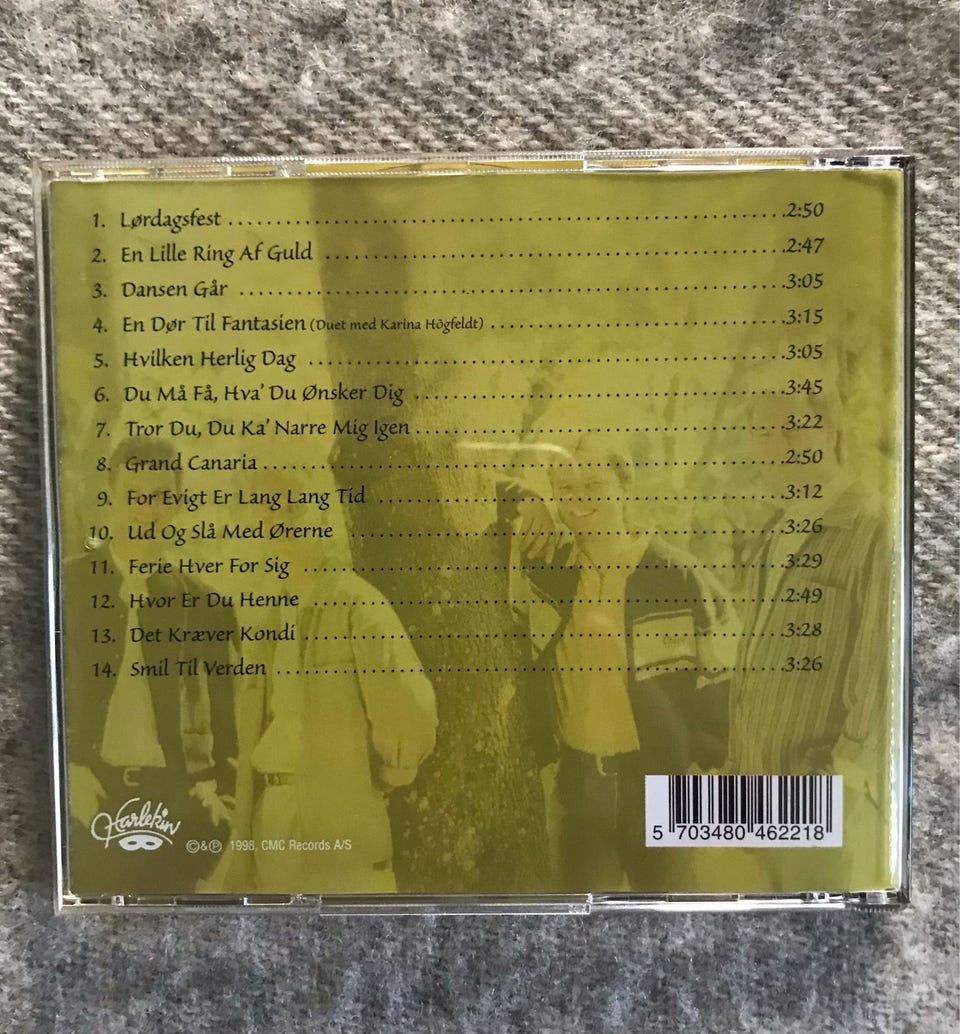 1. Lørdagsfest 2:50
2. En Lille Ring Af Guld 2:47
3. Dansen Går 3:05
4. En Dør Til Fantasien (Duet med Karina Högfeldt) 3:15
5. Hvilken Herlig Dag 3:05
6. Du Må Få, Hva' Du Ønsker Dig 3:45
7. Tror Du, Du Ka' Narre Mig Igen 3:22
8. Grand Canaria 2:50
9. For Evigt Er Lang Lang Tid 3:12
10. Ud Og Slå Med Ørerne 3:26
11. Ferie Hver For Sig 3:29
12. Hvor Er Du Henne 2:49
13. Det Kræver Kondi 3:28
14. Smil Til Verden 3:26
Harlekin
©&℗ 1998, CMC Records A/S
5 703480 462218